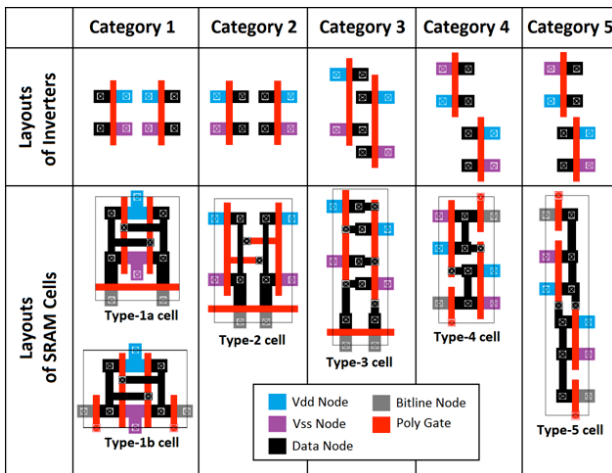 Category 1 Category 2 Category 3 Category 4 Category 5
Layouts
of Inverters
Layouts
of SRAM Cells
Type-1a cell
Type-2 cell
Type-3 cell
Type-4 cell
Type-5 cell
Type-1b cell
Vdd Node
Vss Node
Data Node
Bitline Node
Poly Gate